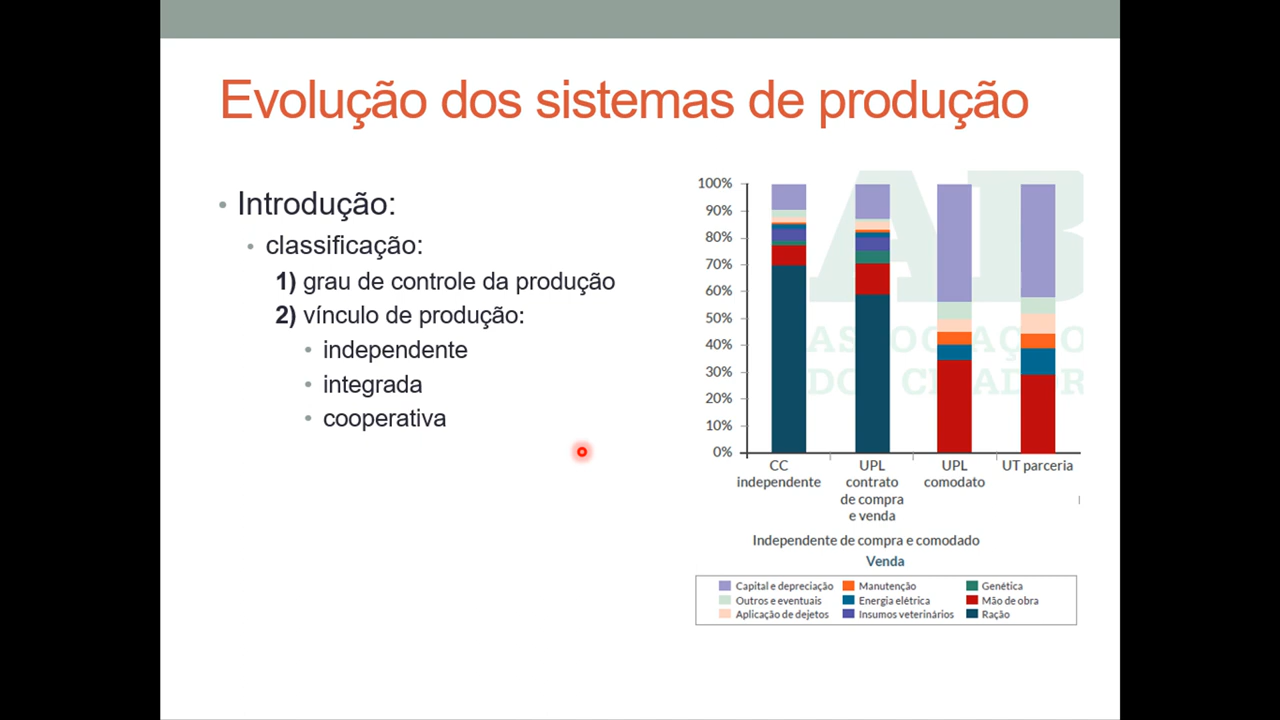 Evolução dos sistemas de produção
• Introdução:
• classificação:
1) grau de controle da produção
2) vínculo de produção:
• independente
• integrada
• cooperativa
100%
90%
80%
70%
60%
50%
40%
30%
20%
10%
0%
CC
independente
UPL
contrato
de compra
e venda
UPL
comodato
UT parceria
Independente de compra e comodado
Venda
Capital e depreciação
Manutenção
Genética
Outros e eventuais
Energia elétrica
Mão de obra
Aplicação de dejetos
Insumos veterinários
Ração